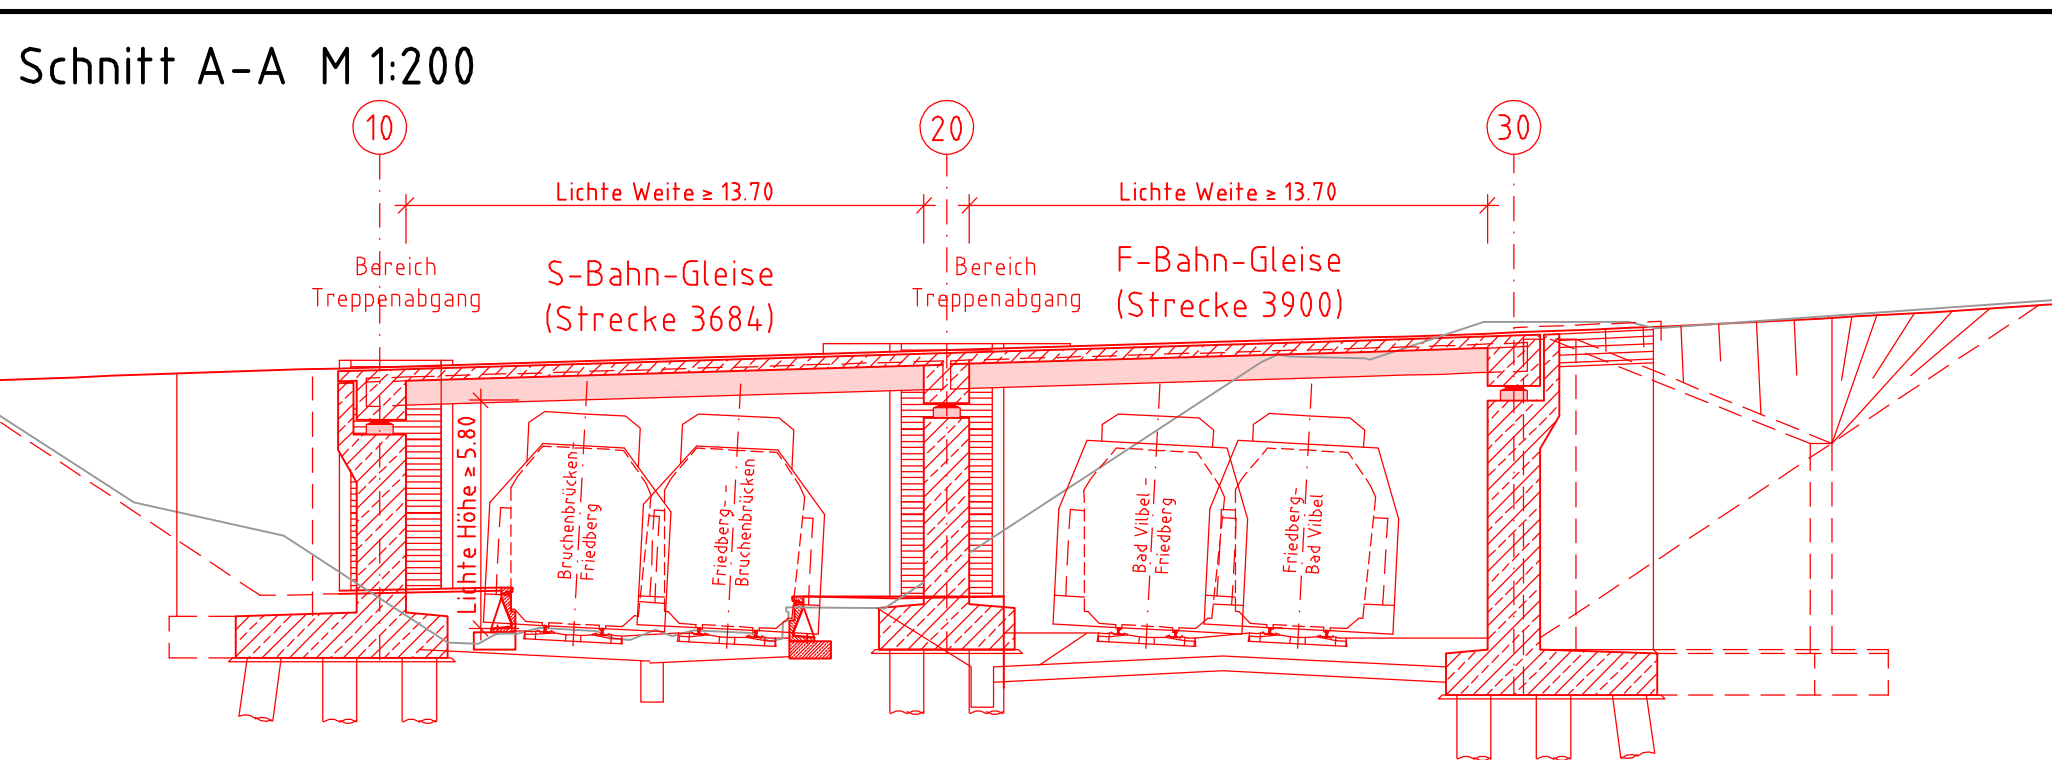 Schnitt A-A M 1:200
10
20
30
Lichte Weite ≥ 13.70
Lichte Weite ≥ 13.70
Bereich
Treppenabgang
S-Bahn-Gleise
(Strecke 3684)
Bereich
Treppenabgang
F-Bahn-Gleise
(Strecke 3900)
Lichte Höhe ≥ 5.80
Bruchenbrücken-
Friedberg
Friedberg-
Bruchenbrücken
Bad Vilbel -
Friedberg
Friedberg-
Bad Vilbel